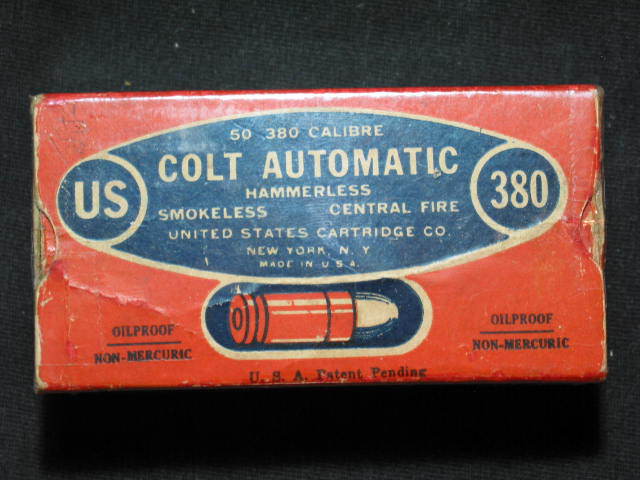 50 .380 CALIBRE
COLT AUTOMATIC
US
380
HAMMERLESS
SMOKELESS CENTRAL FIRE
UNITED STATES CARTRIDGE CO.
NEW YORK, N.Y
MADE IN U.S.A.
OILPROOF
NON-MERCURIC
OILPROOF
NON-MERCURIC
U. S. A. Patent Pending